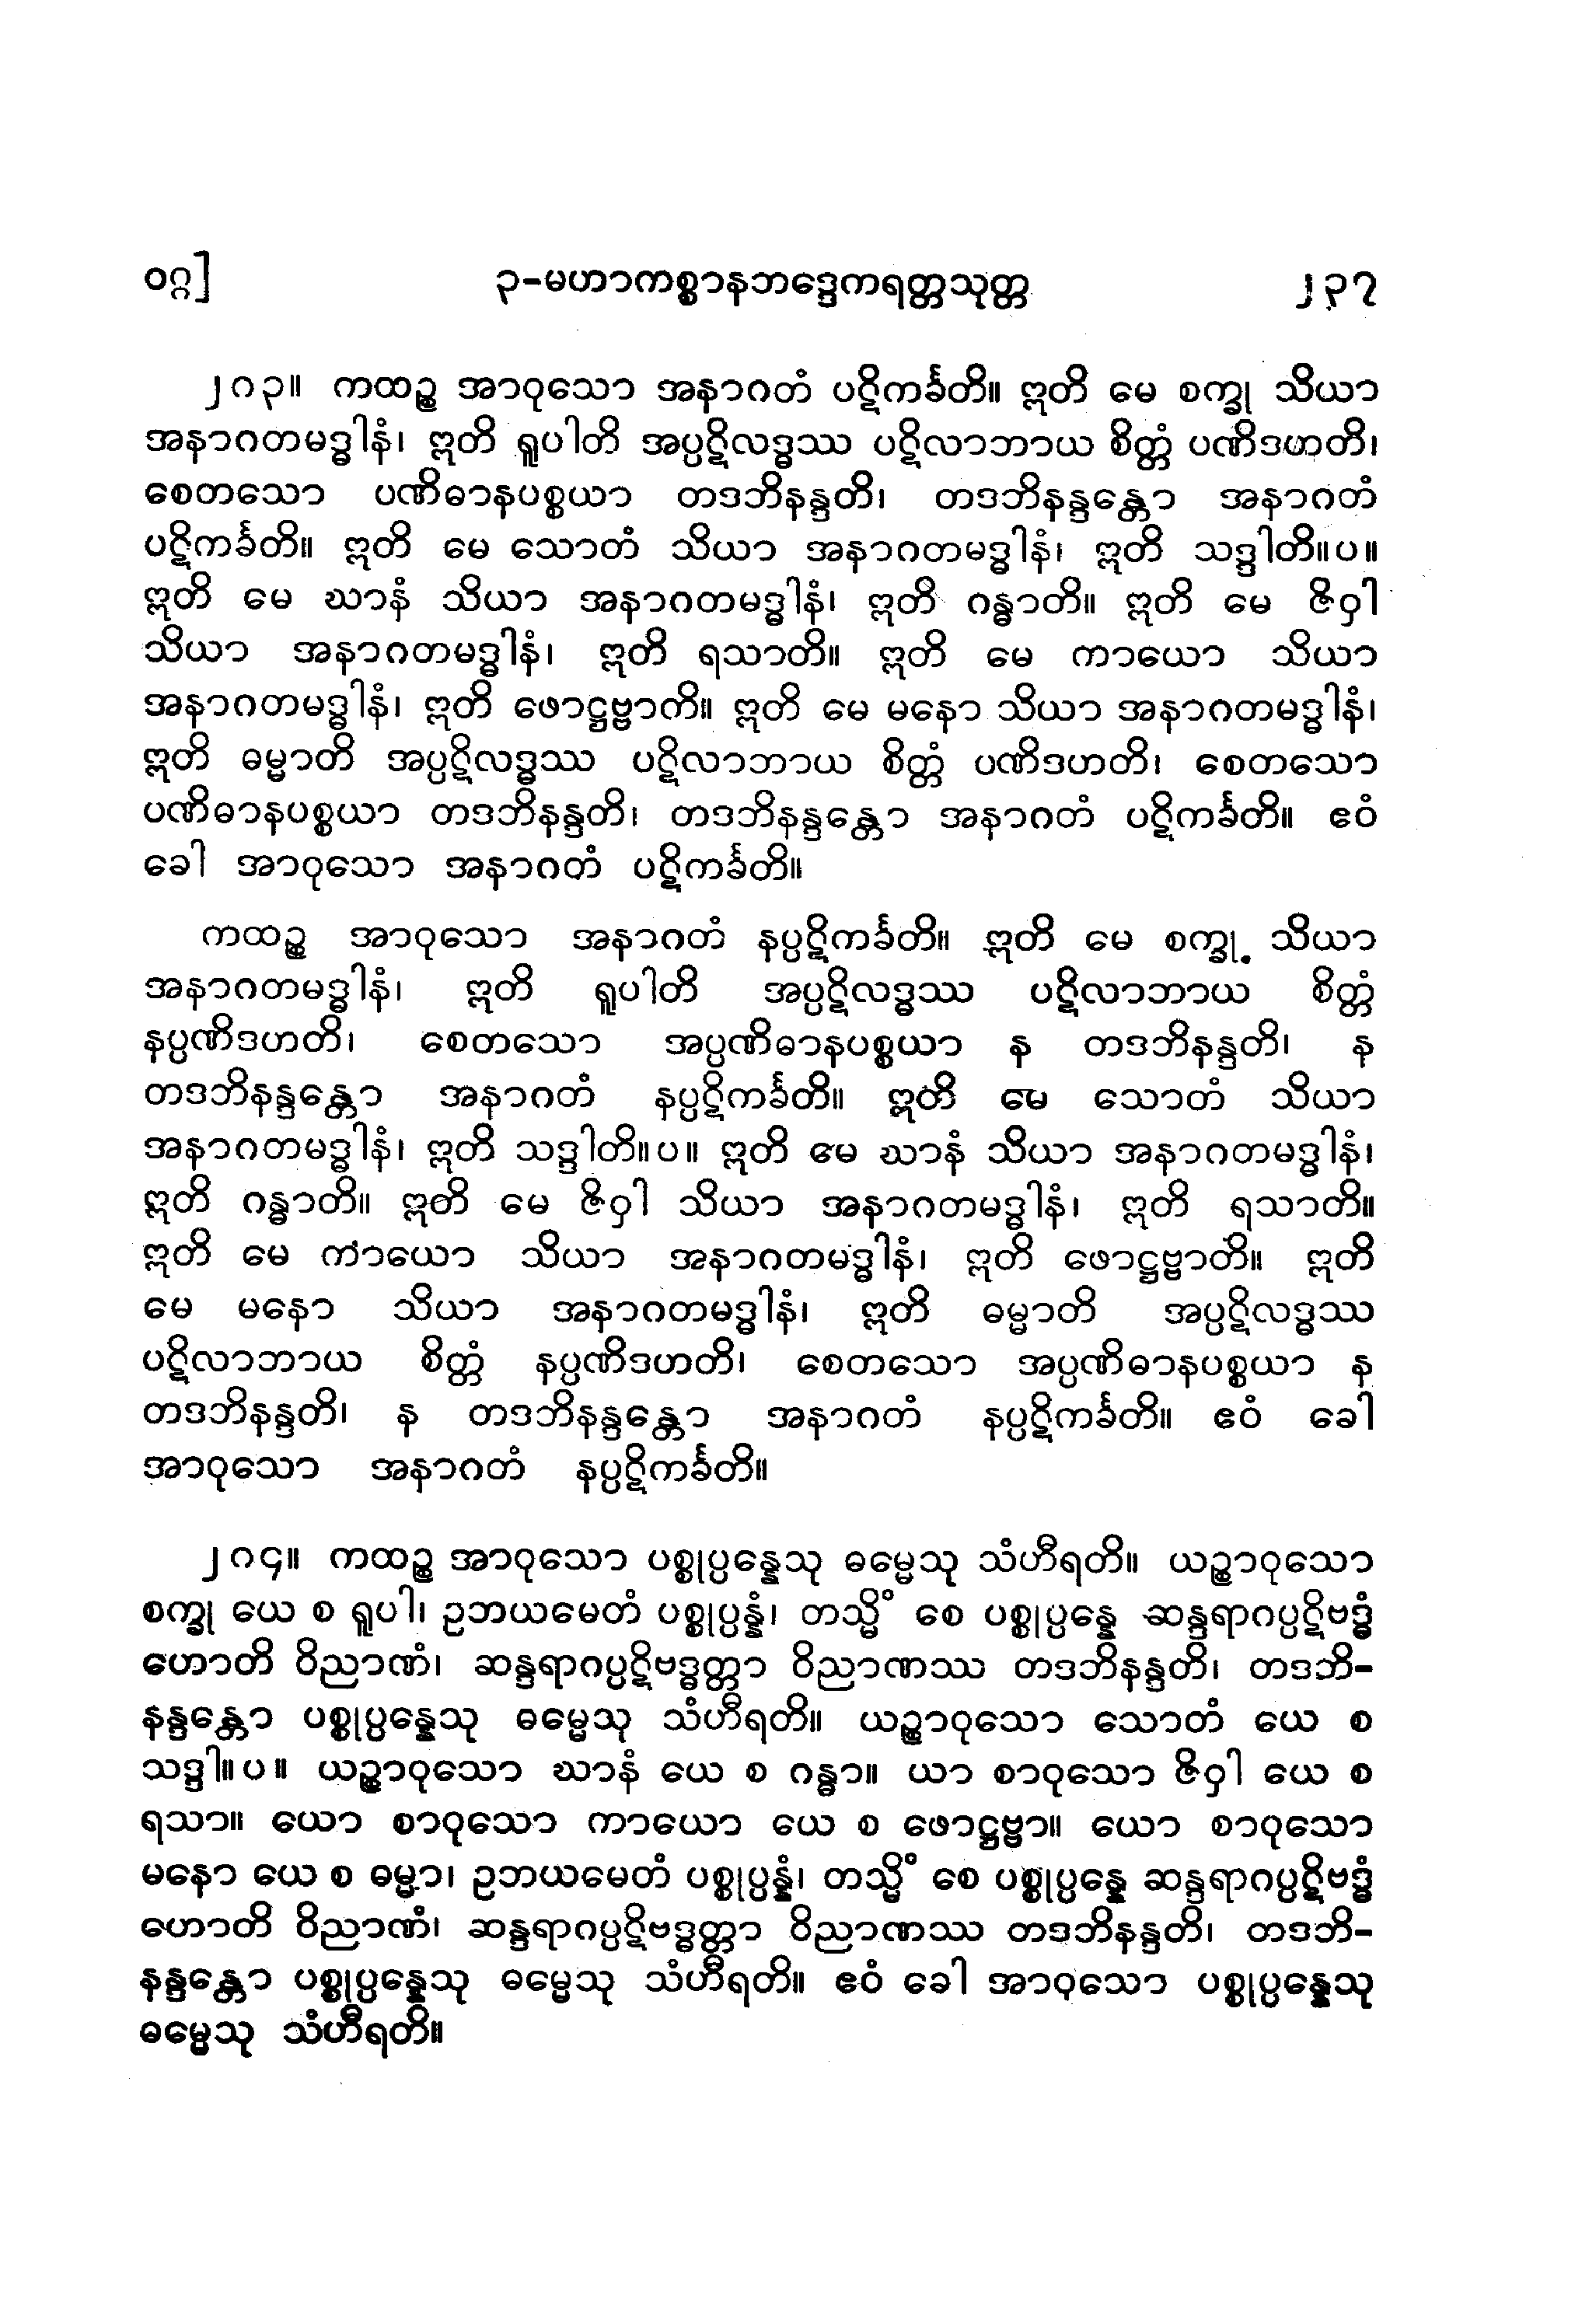 ဝဂ္ဂ] ၃-မဟာကစ္စာနဘဒ္ဒေကရတ္တသုတ္တ ၂၃၇
၂၇၃။ ကထဉ္စ အာဝုသော အနာဂတံ ပဋိကင်္ခတိ။ ဣတိ မေ စက္ခု သိယာ
အနာဂတမဒ္ဓါနံ၊ ဣတိ ရူပါတိ အပ္ပဋိလဒ္ဓဿ ပဋိလာဘာယ စိတ္တံ ပဏိဒဟတိ၊
စေတသော ပဏိဓာနပစ္စယာ တဒဘိနန္ဒတိ၊ တဒဘိနန္ဒန္တော အနာဂတံ
ပဋိကင်္ခတိ။ ဣတိ မေ သောတံ သိယာ အနာဂတမဒ္ဓါနံ၊ ဣတိ သဒ္ဒါတိ။ပ။
ဣတိ မေ ဃာနံ သိယာ အနာဂတမဒ္ဓါနံ၊ ဣတိ ဂန္ဓာတိ။ ဣတိ မေ ဇိဝှါ
သိယာ အနာဂတမဒ္ဓါနံ၊ ဣတိ ရသာတိ။ ဣတိ မေ ကာယော သိယာ
အနာဂတမဒ္ဓါနံ၊ ဣတိ ဖောဋ္ဌဗ္ဗာတိ။ ဣတိ မေ မနော သိယာ အနာဂတမဒ္ဓါနံ၊
ဣတိ ဓမ္မာတိ အပ္ပဋိလဒ္ဓဿ ပဋိလာဘာယ စိတ္တံ ပဏိဒဟတိ၊ စေတသော
ပဏိဓာနပစ္စယာ တဒဘိနန္ဒတိ၊ တဒဘိနန္ဒန္တော အနာဂတံ ပဋိကင်္ခတိ။ ဧဝံ
ခေါ အာဝုသော အနာဂတံ ပဋိကင်္ခတိ။
ကထဉ္စ အာဝုသော အနာဂတံ နပ္ပဋိကင်္ခတိ။ ဣတိ မေ စက္ခု သိယာ
အနာဂတမဒ္ဓါနံ၊ ဣတိ ရူပါတိ အပ္ပဋိလဒ္ဓဿ ပဋိလာဘာယ စိတ္တံ
နပ္ပဏိဒဟတိ၊ စေတသော အပ္ပဏိဓာနပစ္စယာ န တဒဘိနန္ဒတိ၊ န
တဒဘိနန္ဒန္တော အနာဂတံ နပ္ပဋိကင်္ခတိ။ ဣတိ မေ သောတံ သိယာ
အနာဂတမဒ္ဓါနံ၊ ဣတိ သဒ္ဒါတိ။ပ။ ဣတိ မေ ဃာနံ သိယာ အနာဂတမဒ္ဓါနံ၊
ဣတိ ဂန္ဓာတိ။ ဣတိ မေ ဇိဝှါ သိယာ အနာဂတမဒ္ဓါနံ၊ ဣတိ ရသာတိ။
ဣတိ မေ ကာယော သိယာ အနာဂတမဒ္ဓါနံ၊ ဣတိ ဖောဋ္ဌဗ္ဗာတိ။ ဣတိ
မေ မနော သိယာ အနာဂတမဒ္ဓါနံ၊ ဣတိ ဓမ္မာတိ အပ္ပဋိလဒ္ဓဿ
ပဋိလာဘာယ စိတ္တံ နပ္ပဏိဒဟတိ၊ စေတသော အပ္ပဏိဓာနပစ္စယာ န
တဒဘိနန္ဒတိ၊ န တဒဘိနန္ဒန္တော အနာဂတံ နပ္ပဋိကင်္ခတိ။ ဧဝံ ခေါ
အာဝုသော အနာဂတံ နပ္ပဋိကင်္ခတိ။
၂၇၄။ ကထဉ္စ အာဝုသော ပစ္စုပ္ပန္နေသု ဓမ္မေသု သံဟီရတိ။ ယဉ္စာဝုသော
စက္ခု ယေ စ ရူပါ၊ ဥဘယမေတံ ပစ္စုပ္ပန္နံ၊ တသ္မိံ စေ ပစ္စုပ္ပန္နေ ဆန္ဒရာဂပ္ပဋိဗဒ္ဓံ
ဟောတိ ဝိညာဏံ၊ ဆန္ဒရာဂပ္ပဋိဗဒ္ဓတ္တာ ဝိညာဏဿ တဒဘိနန္ဒတိ၊ တဒဘိ-
နန္ဒန္တော ပစ္စုပ္ပန္နေသု ဓမ္မေသု သံဟီရတိ။ ယဉ္စာဝုသော သောတံ ယေ စ
သဒ္ဒါ။ပ။ ယဉ္စာဝုသော ဃာနံ ယေ စ ဂန္ဓာ။ ယာ စာဝုသော ဇိဝှါ ယေ စ
ရသာ။ ယော စာဝုသော ကာယော ယေ စ ဖောဋ္ဌဗ္ဗာ။ ယော စာဝုသော
မနော ယေ စ ဓမ္မာ၊ ဥဘယမေတံ ပစ္စုပ္ပန္နံ၊ တသ္မိံ စေ ပစ္စုပ္ပန္နေ ဆန္ဒရာဂပ္ပဋိဗဒ္ဓံ
ဟောတိ ဝိညာဏံ၊ ဆန္ဒရာဂပ္ပဋိဗဒ္ဓတ္တာ ဝိညာဏဿ တဒဘိနန္ဒတိ၊ တဒဘိ-
နန္ဒန္တော ပစ္စုပ္ပန္နေသု ဓမ္မေသု သံဟီရတိ။ ဧဝံ ခေါ အာဝုသော ပစ္စုပ္ပန္နေသု
ဓမ္မေသု သံဟီရတိ။